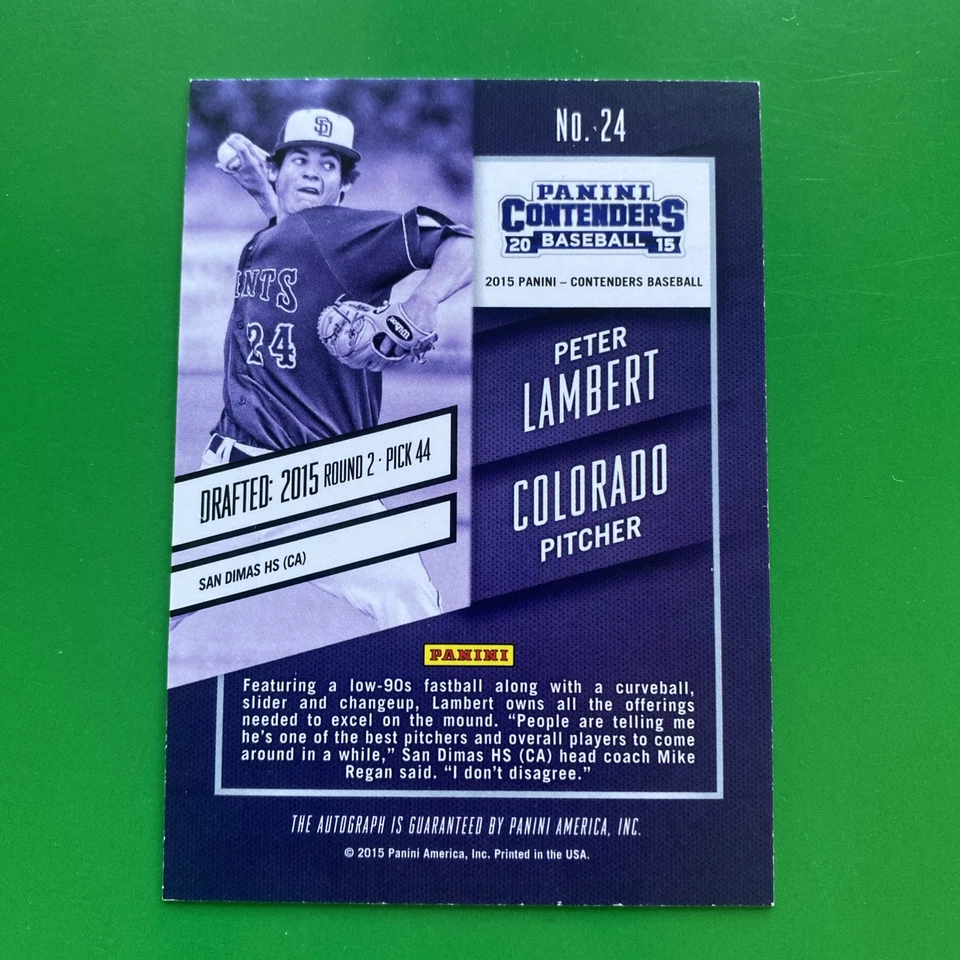 No. 24
PANINI
CONTENDERS
20 BASEBALL 15
2015 PANINI – CONTENDERS BASEBALL
SD
INTS
24
Wilson
PETER
LAMBERT
COLORADO
PITCHER
DRAFTED: 2015 ROUND 2 · PICK 44
SAN DIMAS HS (CA)
PANINI
Featuring a low-90s fastball along with a curveball,
slider and changeup, Lambert owns all the offerings
needed to excel on the mound. “People are telling me
he’s one of the best pitchers and overall players to come
around in a while,” San Dimas HS (CA) head coach Mike
Regan said. “I don’t disagree.”
THE AUTOGRAPH IS GUARANTEED BY PANINI AMERICA, INC.
© 2015 Panini America, Inc. Printed in the USA.